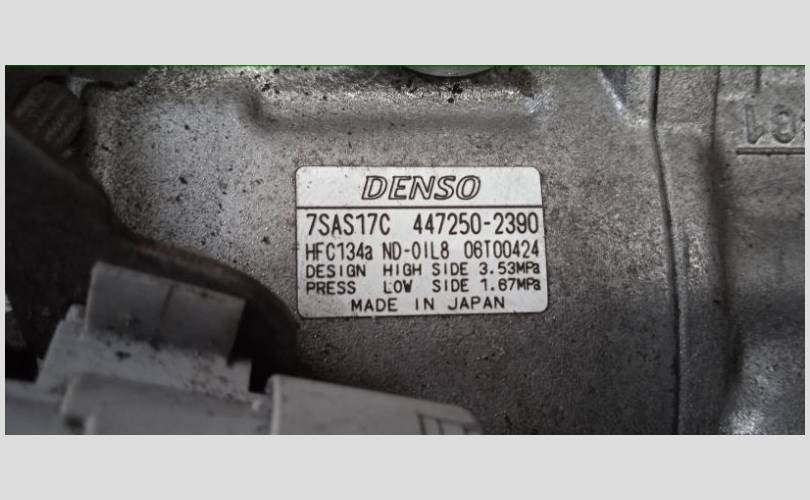 DENSO
7SAS17C 447250-2390
HFC134a ND-OIL8 06T00424
DESIGN HIGH SIDE 3.53MPa
PRESS LOW SIDE 1.67MPa
MADE IN JAPAN